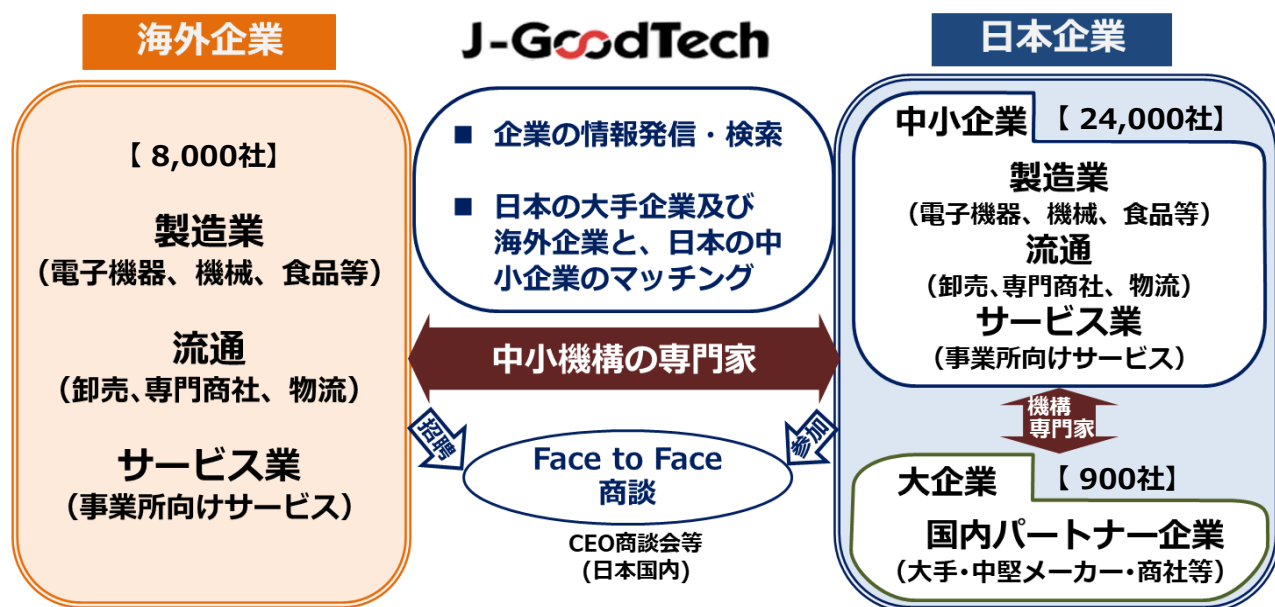 海外企業
【 8,000社】
製造業
（電子機器、機械、食品等）
流通
（卸売、専門商社、物流）
サービス業
（事業所向けサービス）
J-GoodTech
■ 企業の情報発信・検索
■ 日本の大手企業及び
海外企業と、日本の中
小企業のマッチング
中小機構の専門家
招聘
参加
Face to Face
商談
CEO商談会等
(日本国内)
日本企業
中小企業 【 24,000社】
製造業
（電子機器、機械、食品等）
流通
（卸売、専門商社、物流）
サービス業
（事業所向けサービス）
機構
専門家
大企業 【 900社】
国内パートナー企業
（大手・中堅メーカー・商社等）